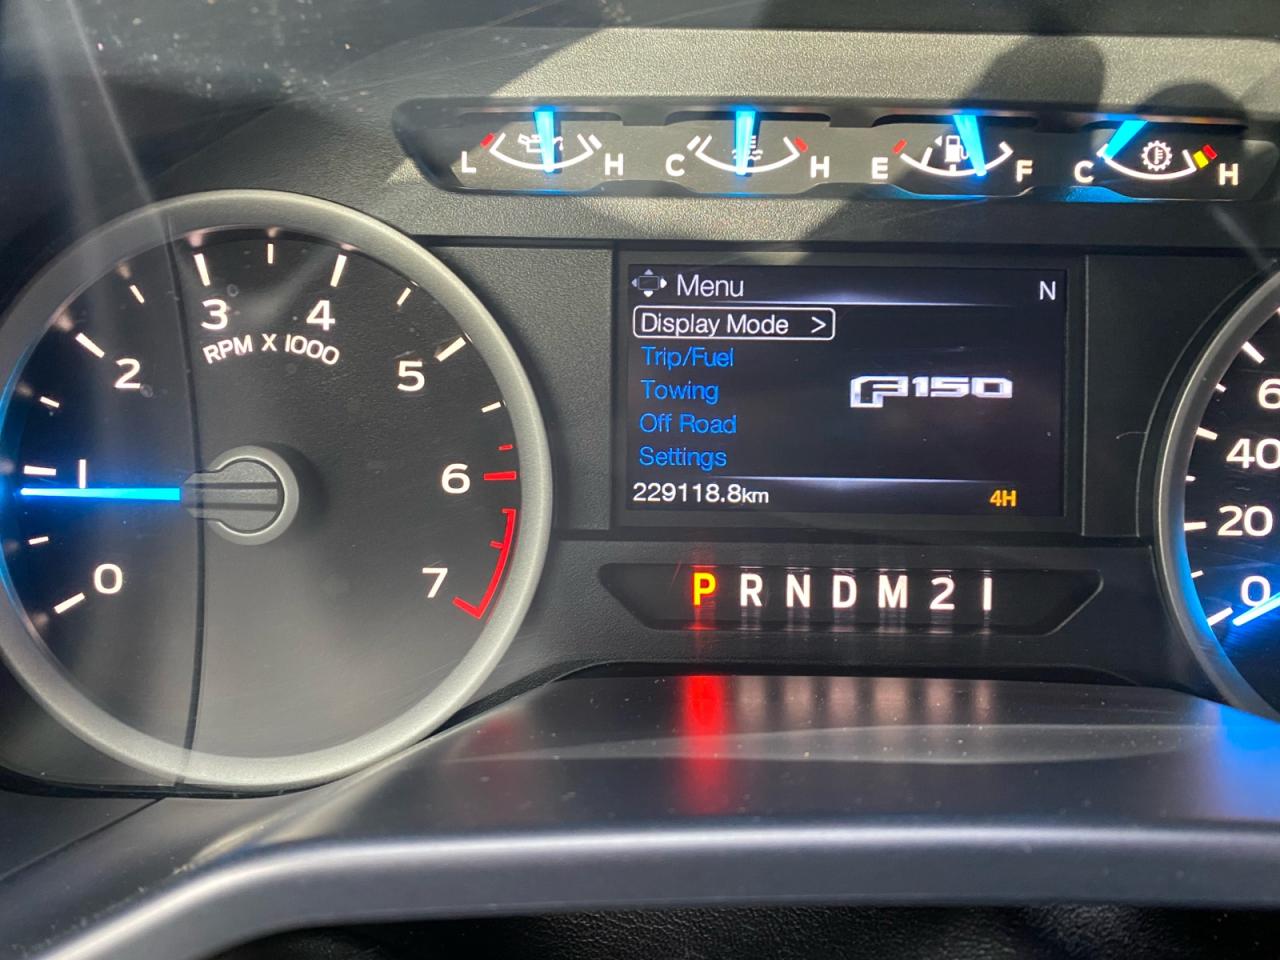 L H C H E F C H
3 4
RPM X 1000
2 5
1 6
0 7
Menu N
Display Mode >
Trip/Fuel
Towing
F150
Off Road
Settings
229118.8km 4H
P R N D M 2 1
40
20
0